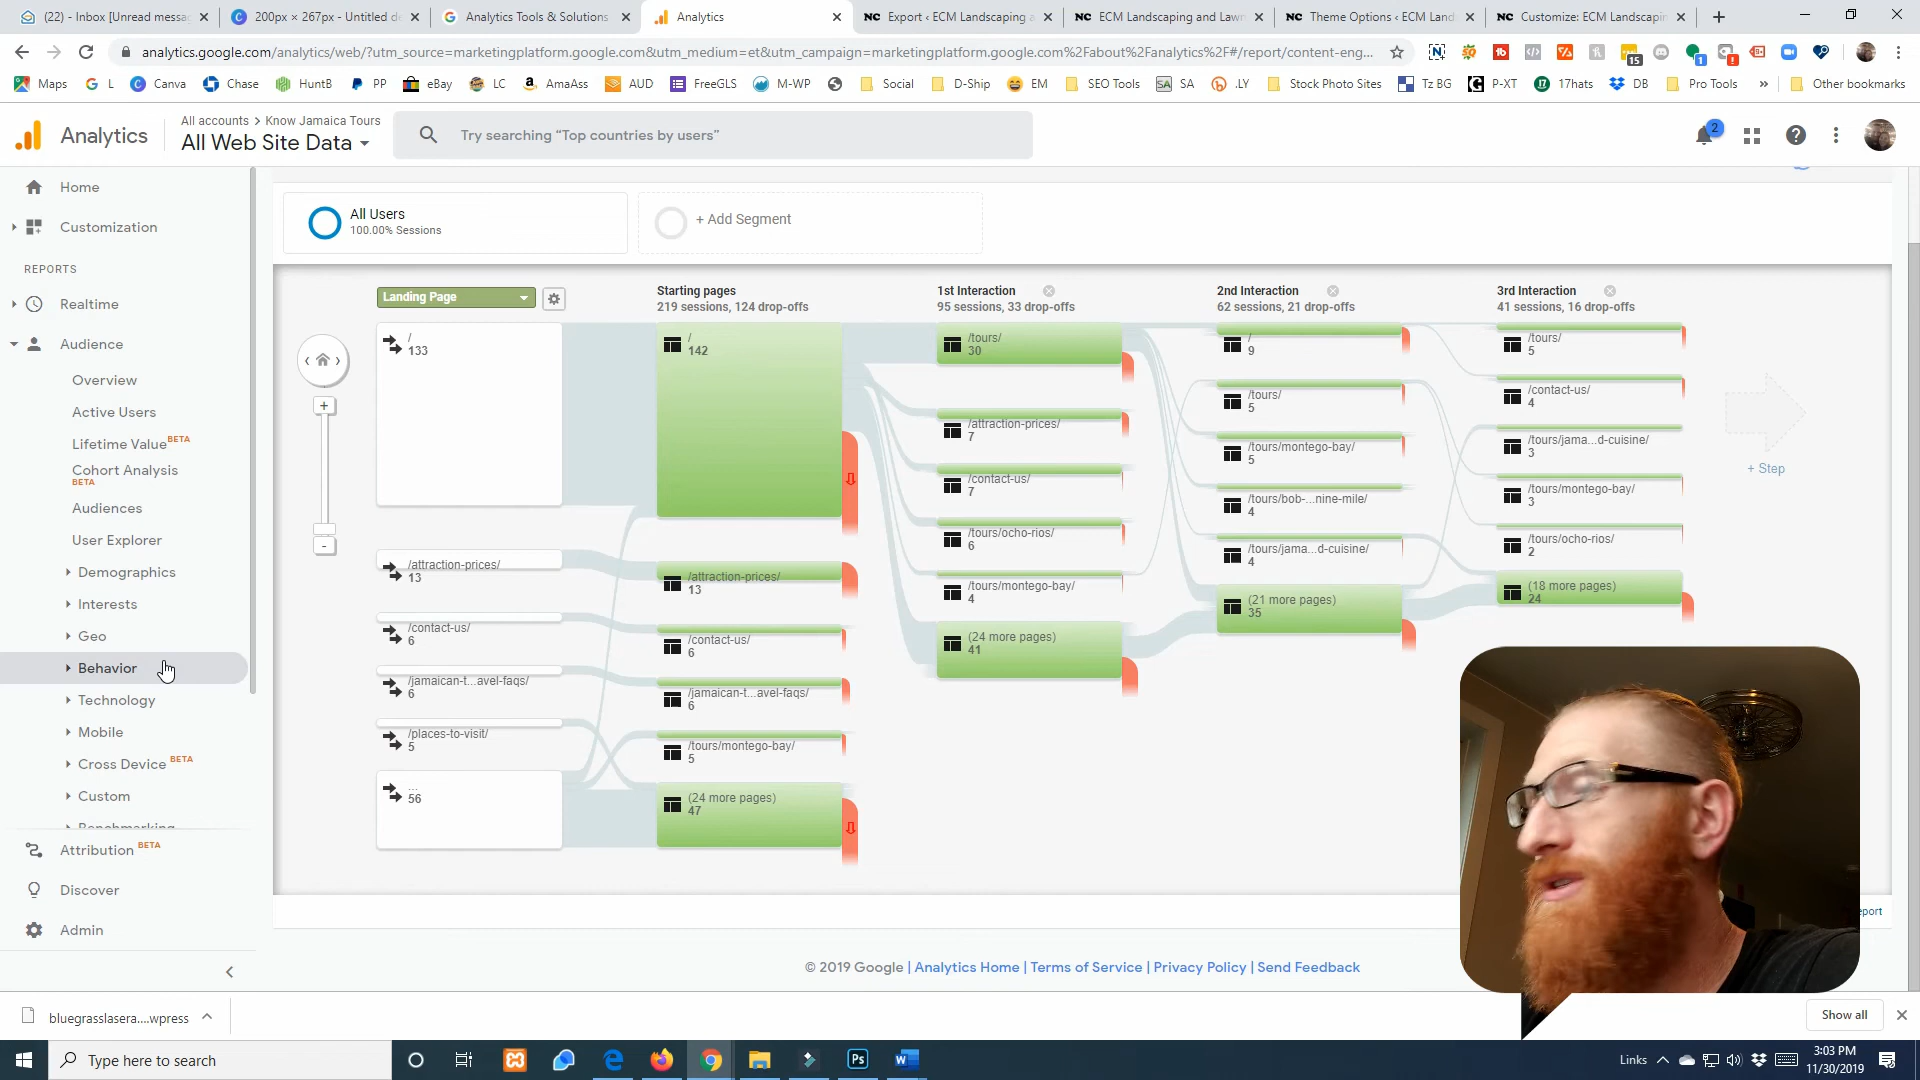 (22) - Inbox [Unread messa
200px × 267px - Untitled de
Analytics Tools & Solutions
Analytics
NC Export ‹ ECM Landscaping a
NC ECM Landscaping and Lawn
NC Theme Options ‹ ECM Land
NC Customize: ECM Landscapin
analytics.google.com/analytics/web/?utm_source=marketingplatform.google.com&utm_medium=et&utm_campaign=marketingplatform.google.com%2Fabout%2Fanalytics%2F#/report/content-eng...
15
1
Maps
G L
Canva
Chase
HuntB
PP
eBay
LC
AmaAss
AUD
FreeGLS
M-WP
Social
D-Ship
EM
SEO Tools
SA SA
.LY
Stock Photo Sites
Tz BG
P-XT
17hats
DB
Pro Tools
»
Other bookmarks
Analytics
All accounts > Know Jamaica Tours
All Web Site Data
Try searching “Top countries by users”
2
Home
Customization
REPORTS
Realtime
Audience
Overview
Active Users
Lifetime Value BETA
Cohort Analysis
BETA
Audiences
User Explorer
Demographics
Interests
Geo
Behavior
Technology
Mobile
Cross Device BETA
Custom
Benchmarking
Attribution BETA
Discover
Admin
All Users
100.00% Sessions
+ Add Segment
Landing Page
Starting pages
219 sessions, 124 drop-offs
1st Interaction
95 sessions, 33 drop-offs
2nd Interaction
62 sessions, 21 drop-offs
3rd Interaction
41 sessions, 16 drop-offs
/
133
/attraction-prices/
13
/contact-us/
6
/jamaican-t...avel-faqs/
6
/places-to-visit/
5
...
56
/
142
/attraction-prices/
13
/contact-us/
6
/jamaican-t...avel-faqs/
6
/tours/montego-bay/
5
(24 more pages)
47
/tours/
30
/attraction-prices/
7
/contact-us/
7
/tours/ocho-rios/
6
/tours/montego-bay/
4
(24 more pages)
41
/
9
/tours/
5
/tours/montego-bay/
5
/tours/bob-...nine-mile/
4
/tours/jama...d-cuisine/
4
(21 more pages)
35
/tours/
5
/contact-us/
4
/tours/jama...d-cuisine/
3
/tours/montego-bay/
3
/tours/ocho-rios/
2
(18 more pages)
24
+ Step
+
-
eport
© 2019 Google | Analytics Home | Terms of Service | Privacy Policy | Send Feedback
bluegrasslasera....wpress
Show all
Type here to search
Links
3:03 PM
11/30/2019